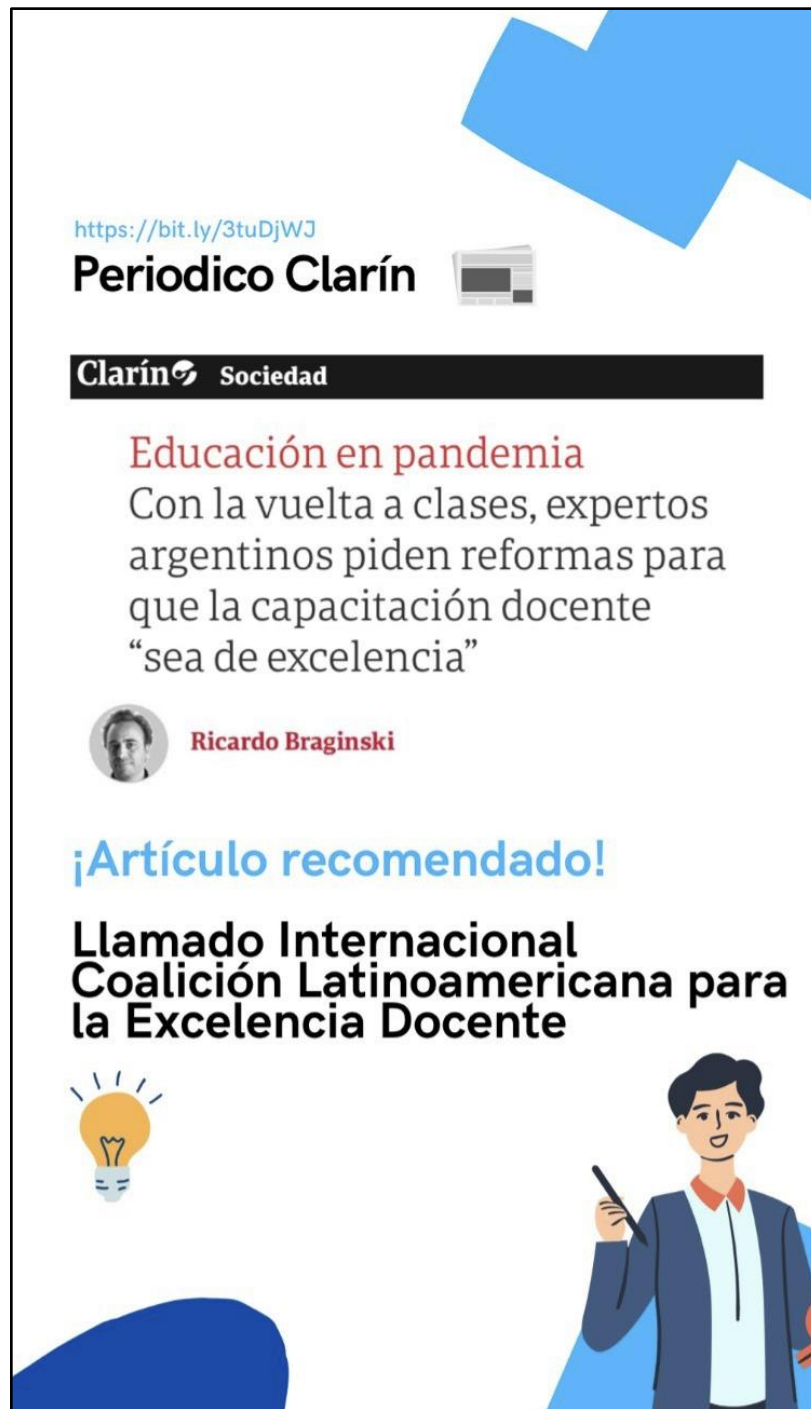 https://bit.ly/3tuDjWJ
Periodico Clarín
Clarín Sociedad
Educación en pandemia
Con la vuelta a clases, expertos
argentinos piden reformas para
que la capacitación docente
“sea de excelencia”
Ricardo Braginski
¡Artículo recomendado!
Llamado Internacional
Coalición Latinoamericana para
la Excelencia Docente